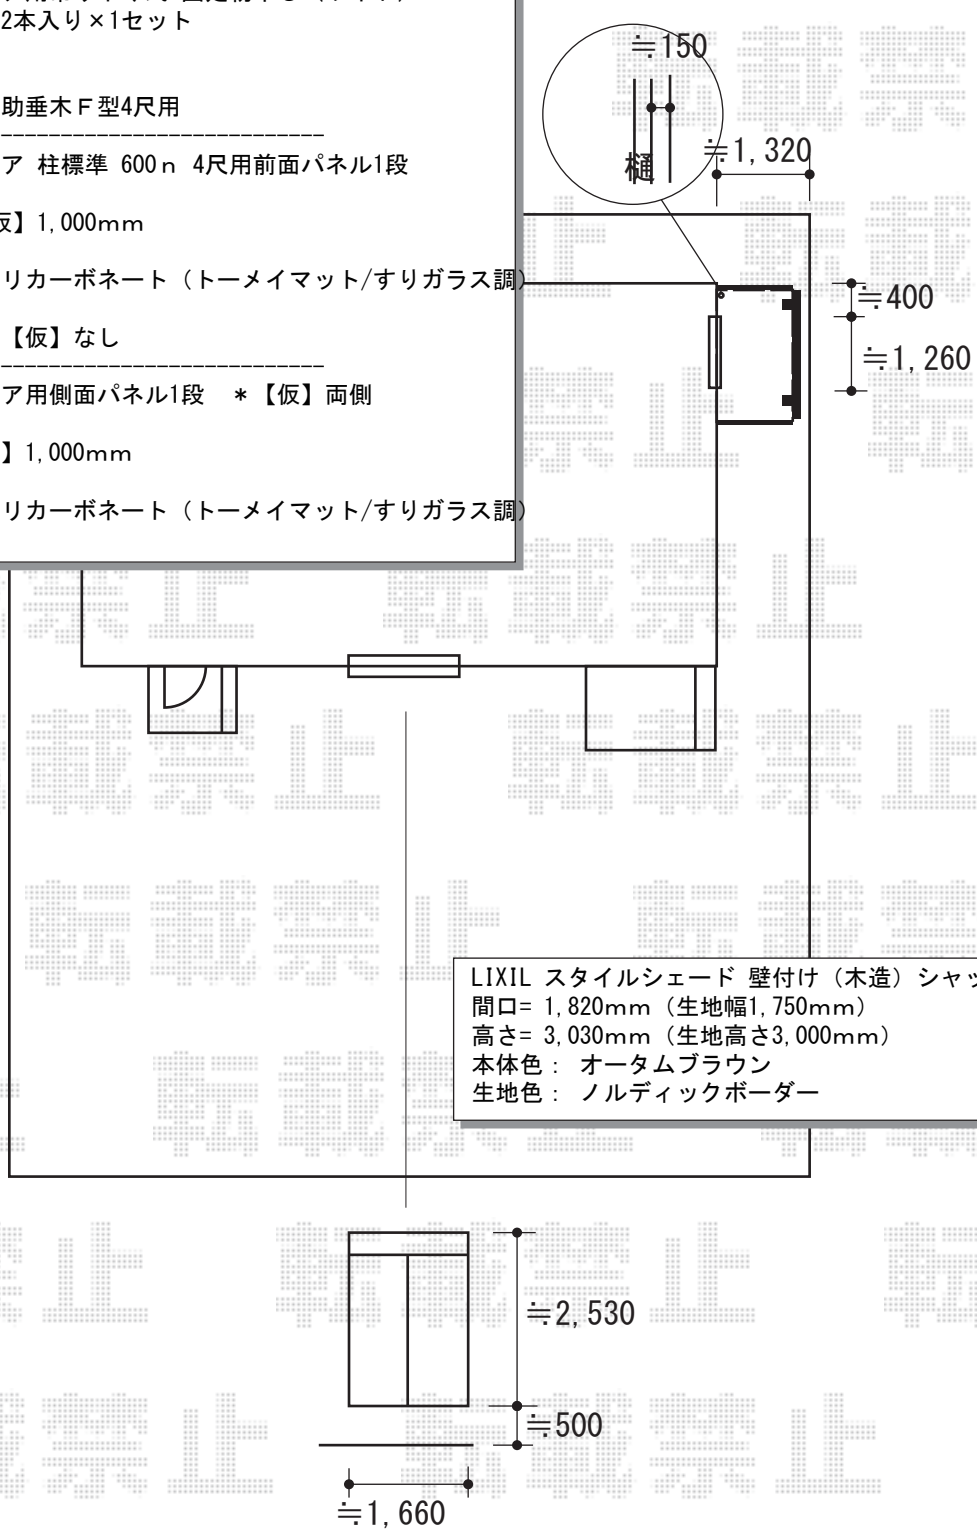 2本入り×1セット
助垂木F型4尺用
----------------------------
ア 柱標準 600n 4尺用前面パネル1段
仮】1,000mm
リカーボネート（トーメイマット/すりガラス調）
【仮】なし
----------------------------
ア用側面パネル1段　*【仮】両側
】1,000mm
リカーボネート（トーメイマット/すりガラス調）
≒150
樋
≒1,320
≒400
≒1,260
LIXIL スタイルシェード 壁付け（木造）シャッ
間口= 1,820mm（生地幅1,750mm）
高さ= 3,030mm（生地高さ3,000mm）
本体色： オータムブラウン
生地色： ノルディックボーダー
≒2,530
≒500
≒1,660
転載禁止